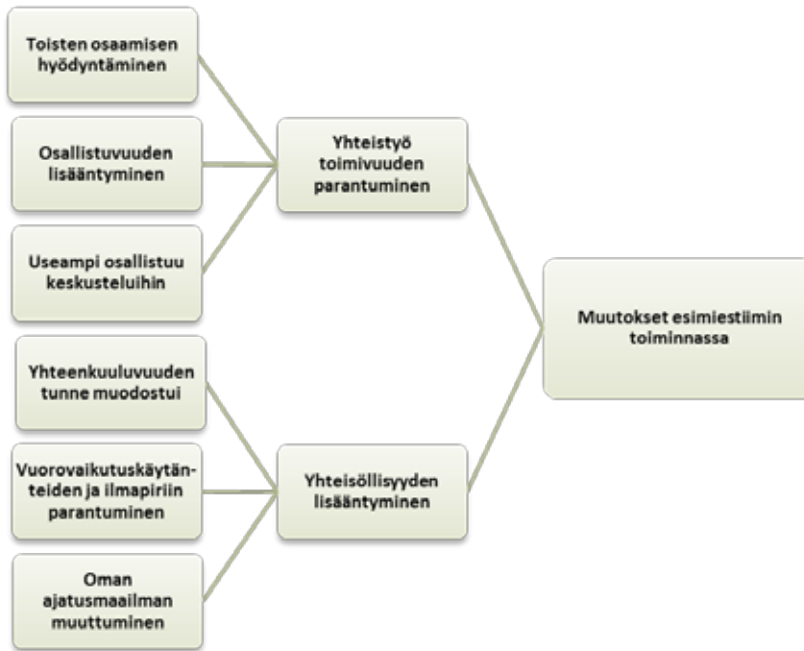 Toisten osaamisen
hyödyntäminen
Osallistuvuuden
lisääntyminen
Useampi osallistuu
keskusteluihin
Yhteistyö
toimivuuden
parantuminen
Yhteenkuuluvuuden
tunne muodostui
Vuorovaikutuskäytän-
teiden ja ilmapiriin
parantuminen
Oman
ajatusmaailman
muuttuminen
Yhteisöllisyyden
lisääntyminen
Muutokset esimiestiimin
toiminnassa